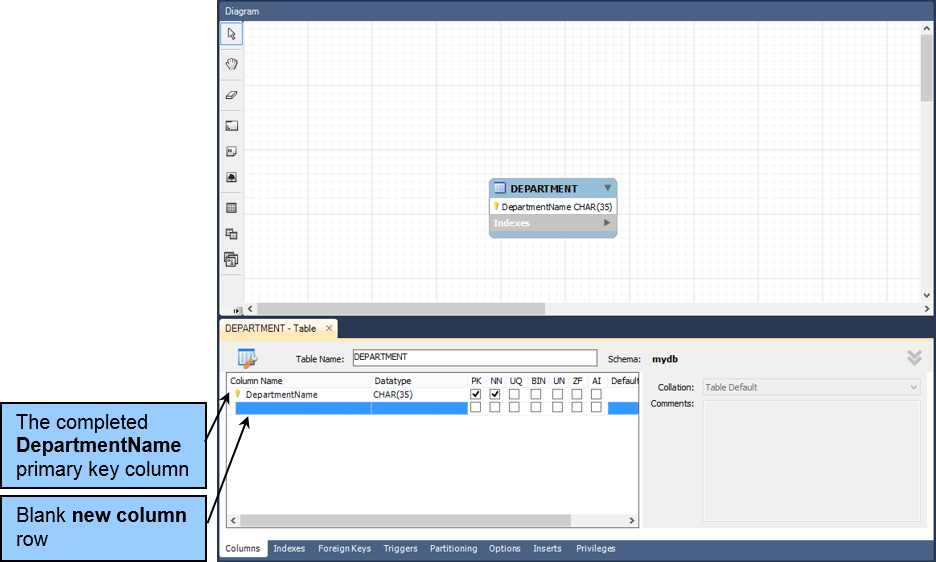 Diagram
DEPARTMENT
DepartmentName CHAR(35)
Indexes
DEPARTMENT - Table
Table Name: DEPARTMENT Schema: mydb
Column Name Datatype PK NN UQ BIN UN ZF AI Default
DepartmentName CHAR(35)
Collation: Table Default
Comments:
The completed
DepartmentName
primary key column
Blank new column
row
Columns Indexes Foreign Keys Triggers Partitioning Options Inserts Privileges